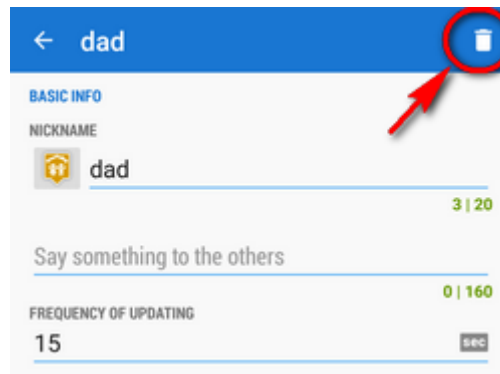 dad
BASIC INFO
NICKNAME
dad
3 | 20
Say something to the others
0 | 160
FREQUENCY OF UPDATING
15 sec